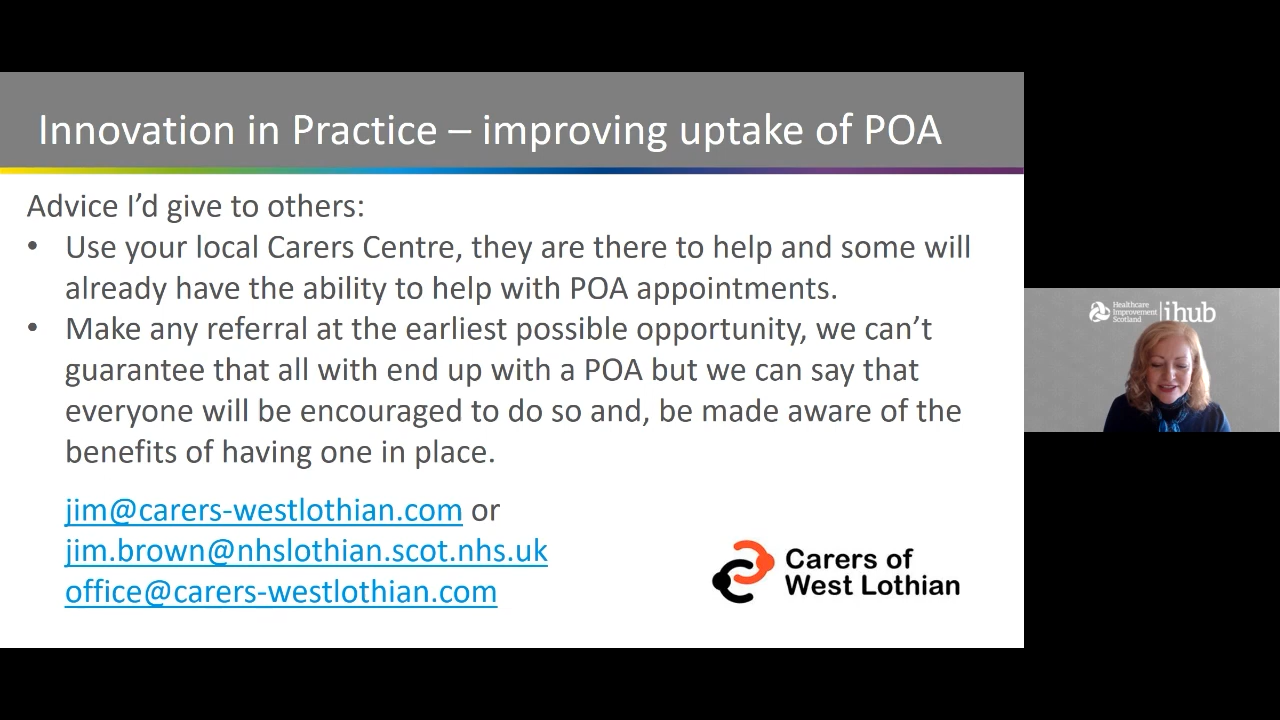 Innovation in Practice – improving uptake of POA
Advice I’d give to others:
• Use your local Carers Centre, they are there to help and some will
already have the ability to help with POA appointments.
• Make any referral at the earliest possible opportunity, we can’t
guarantee that all with end up with a POA but we can say that
everyone will be encouraged to do so and, be made aware of the
benefits of having one in place.
jim@carers-westlothian.com or
jim.brown@nhslothian.scot.nhs.uk
office@carers-westlothian.com
Carers of
West Lothian
Healthcare
Improvement
Scotland
ihub